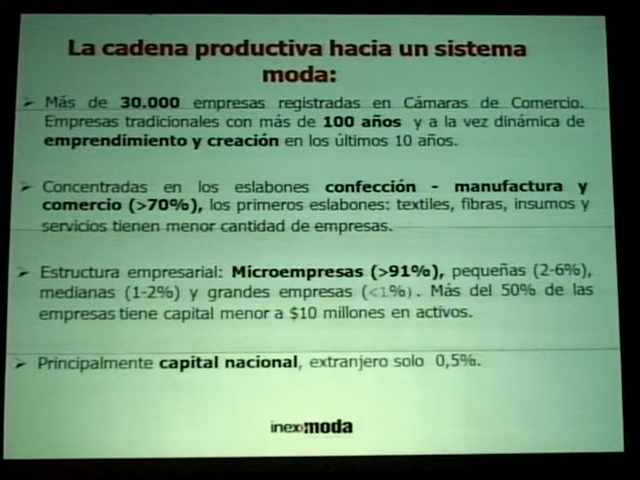 La cadena productiva hacia un sistema
moda:
➢ Más de 30.000 empresas registradas en Cámaras de Comercio.
Empresas tradicionales con más de 100 años y a la vez dinámica de
emprendimiento y creación en los últimos 10 años.
➢ Concentradas en los eslabones confección - manufactura y
comercio (>70%), los primeros eslabones: textiles, fibras, insumos y
servicios tienen menor cantidad de empresas.
➢ Estructura empresarial: Microempresas (>91%), pequeñas (2-6%),
medianas (1-2%) y grandes empresas (<1%). Más del 50% de las
empresas tiene capital menor a $10 millones en activos.
➢ Principalmente capital nacional, extranjero solo 0,5%.
inexmoda